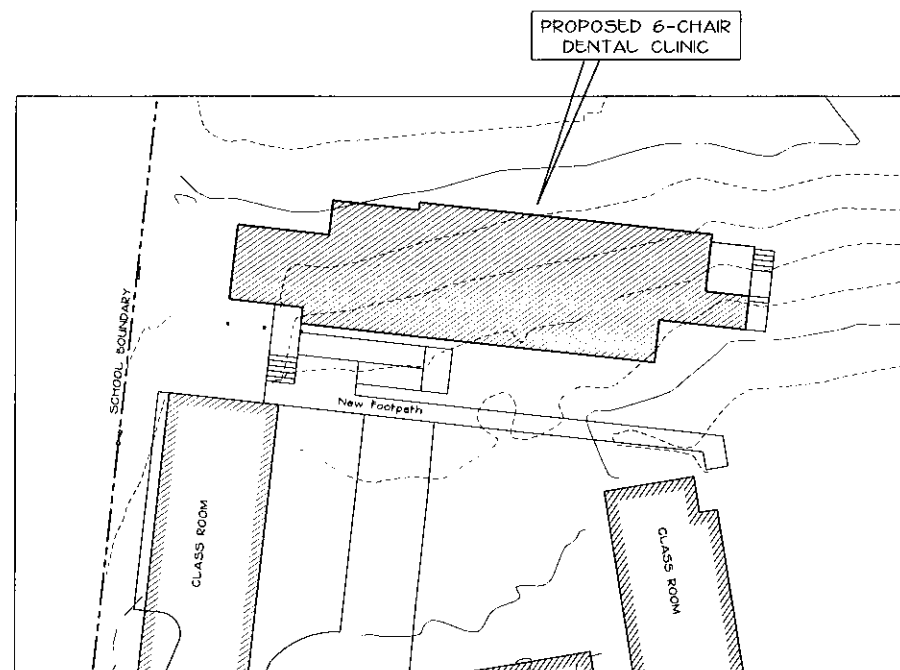 PROPOSED 6-CHAIR
DENTAL CLINIC
SCHOOL BOUNDARY
New Footpath
CLASS ROOM
CLASS ROOM